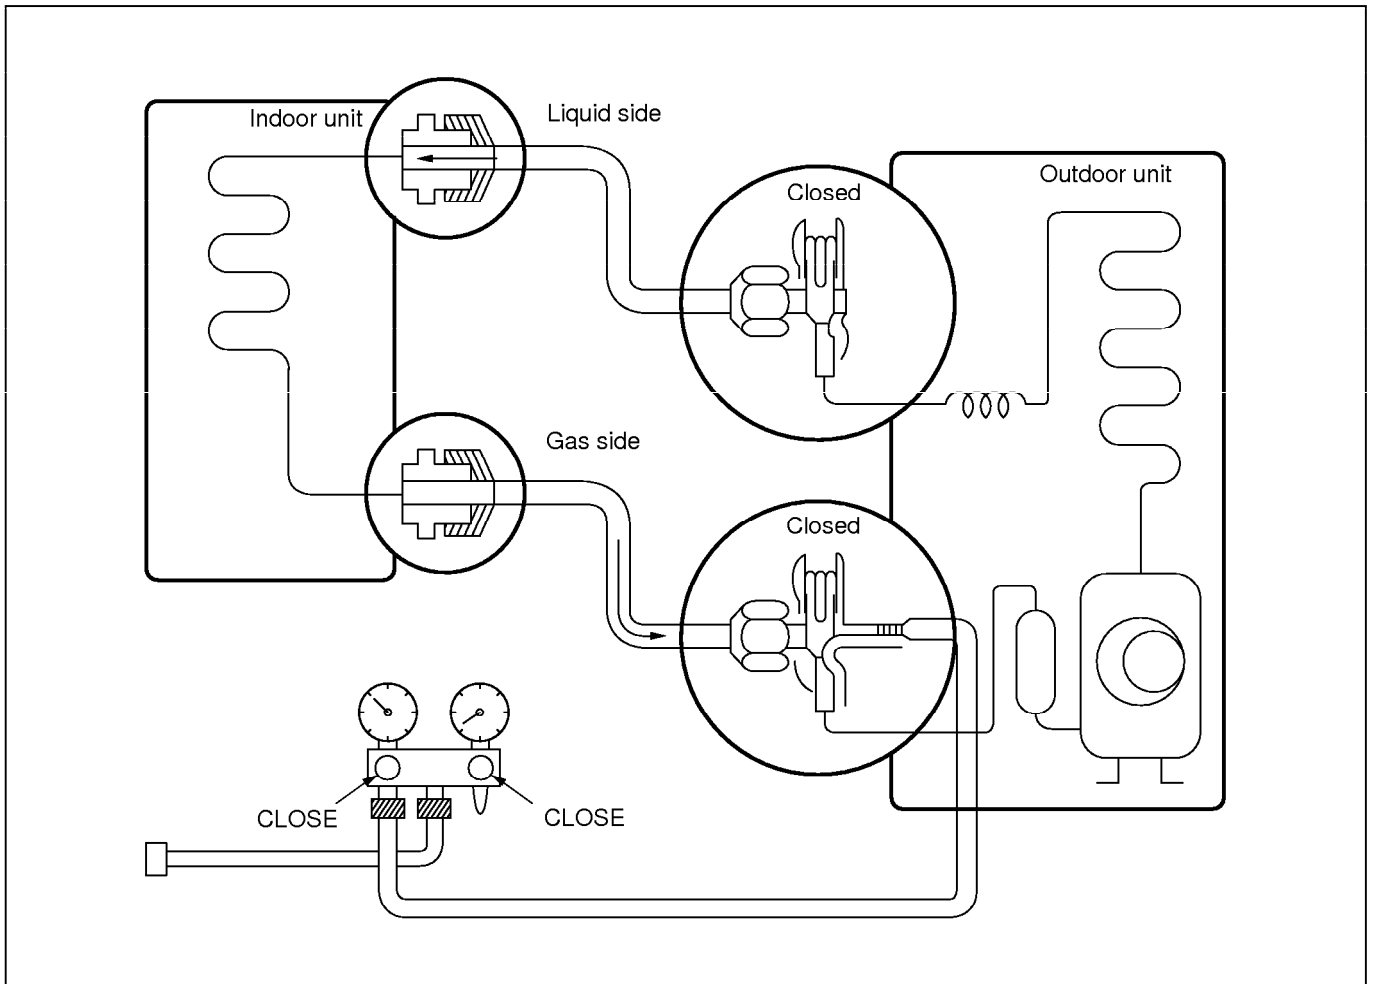 Indoor unit
Liquid side
Closed
Outdoor unit
Gas side
Closed
CLOSE
CLOSE